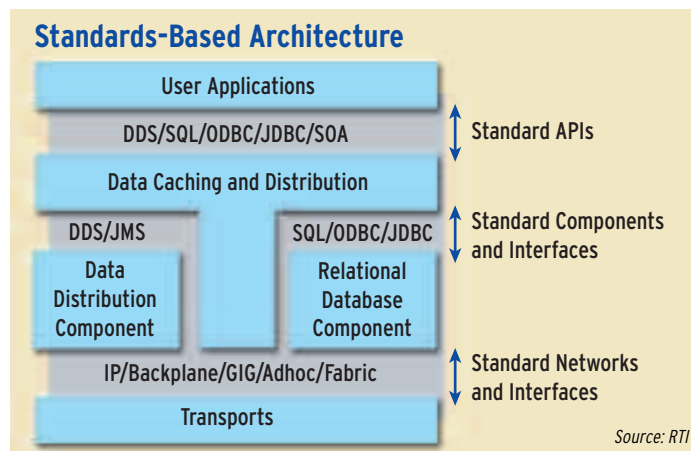 Standards-Based Architecture
User Applications
DDS/SQL/ODBC/JDBC/SOA
Standard APIs
Data Caching and Distribution
DDS/JMS
SQL/ODBC/JDBC
Standard Components
and Interfaces
Data
Distribution
Component
Relational
Database
Component
IP/Backplane/GIG/Adhoc/Fabric
Standard Networks
and Interfaces
Transports
Source: RTI